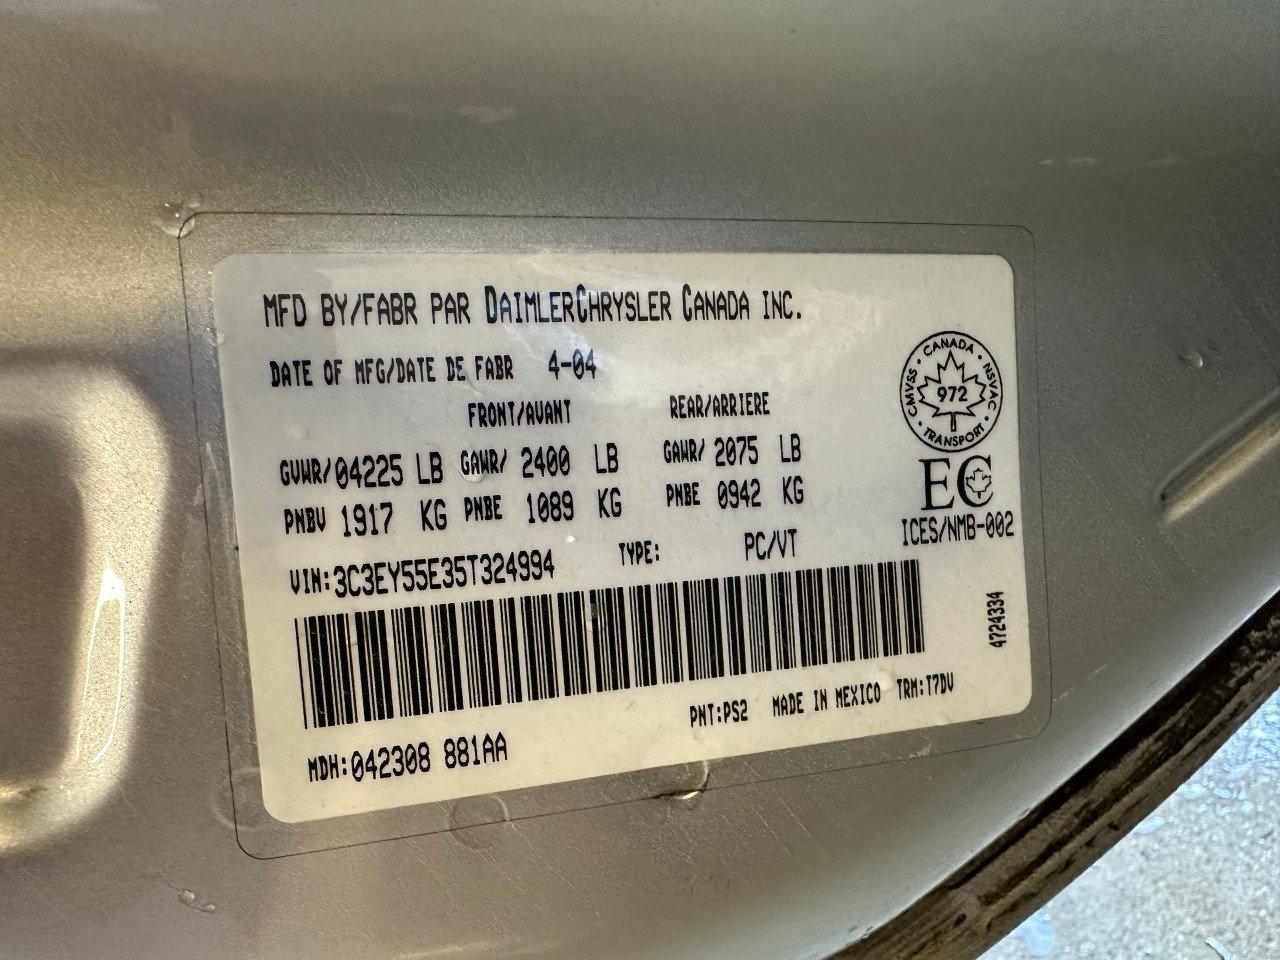 MFD BY/FABR PAR DAIMLERCHRYSLER CANADA INC.
DATE OF MFG/DATE DE FABR 4-04
FRONT/AVANT REAR/ARRIERE
GVWR/04225 LB GAWR/ 2400 LB GAWR/ 2075 LB
PNBV 1917 KG PNBE 1089 KG PNBE 0942 KG
VIN:3C3EY55E35T324994 TYPE: PC/VT
CANADA
CMVSS 972 NSVAC
TRANSPORT
EC
ICES/NMB-002
4724334
PNT:PS2 MADE IN MEXICO TRM:T7DV
MDH:042308 881AA